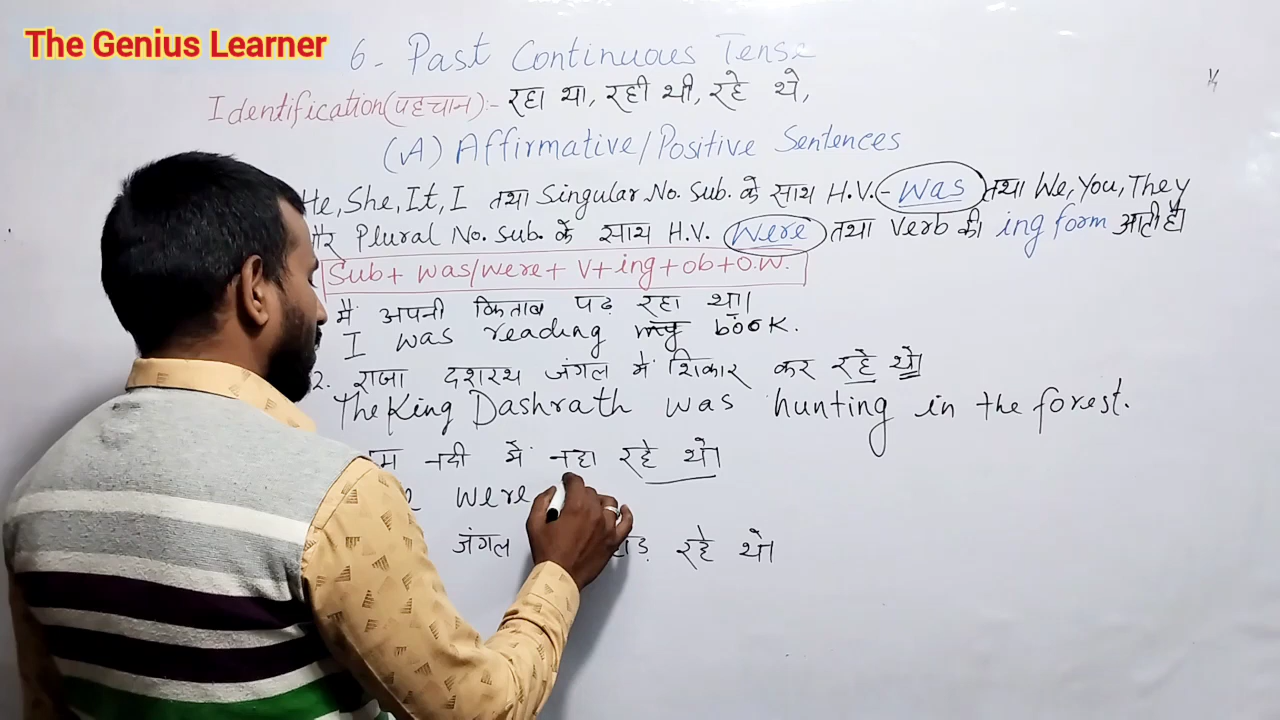 The Genius Learner
6- Past Continuous Tense
Identification(पहचान):- रहा था, रही थी, रहे थे,
(A) Affirmative/Positive Sentences
He, She, It, I तथा Singular No. Sub. के साथ H.V.- was तथा We, You, They
और Plural No. Sub. के साथ H.V. were तथा Verb की ing form आती है।
Sub+ was/were+ V+ing+ob+O.W.
मैं अपनी किताब पढ़ रहा था।
I was reading my book.
2. राजा दशरथ जंगल में शिकार कर रहे थे।
The King Dashrath was hunting in the forest.
नदी में नहा रहे थे।
were
जंगल रहे थे।